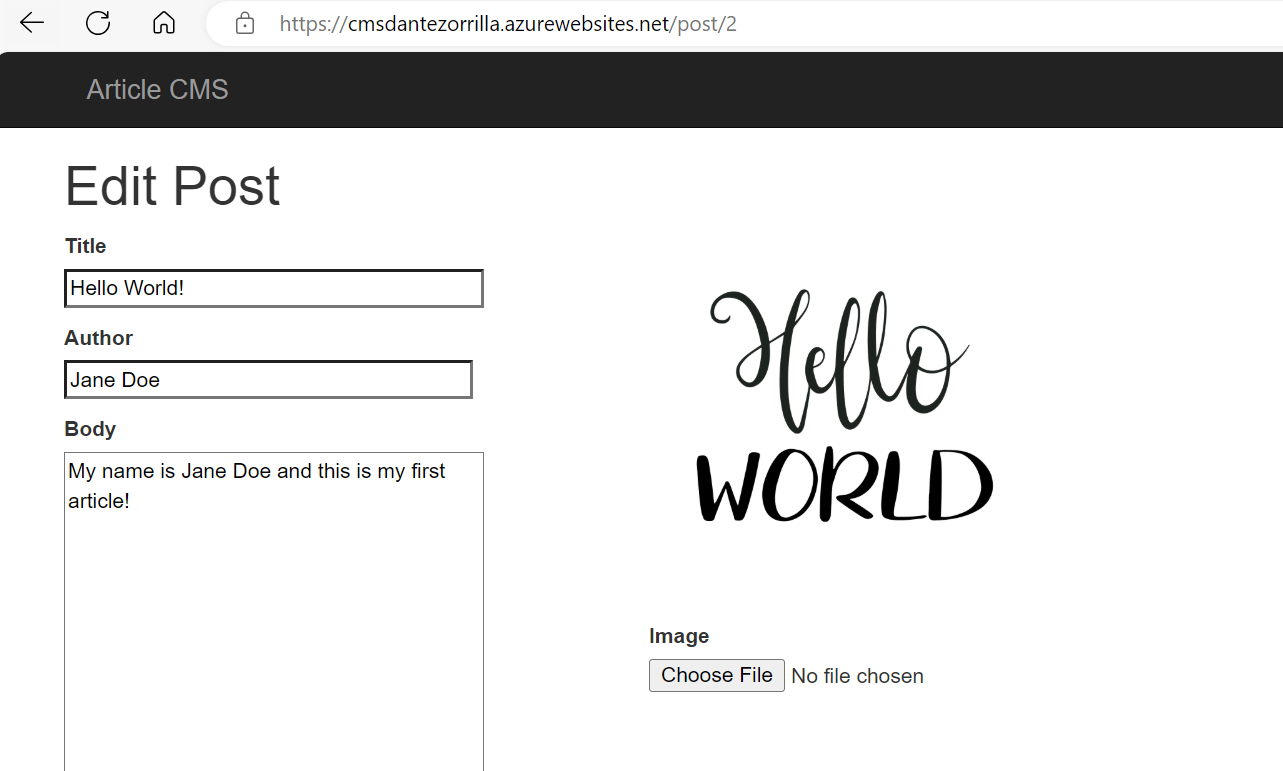 https://cmsdantezorrilla.azurewebsites.net/post/2
Article CMS
Edit Post
Title
Hello World!
Author
Jane Doe
Body
My name is Jane Doe and this is my first
article!
Hello
WORLD
Image
Choose File No file chosen